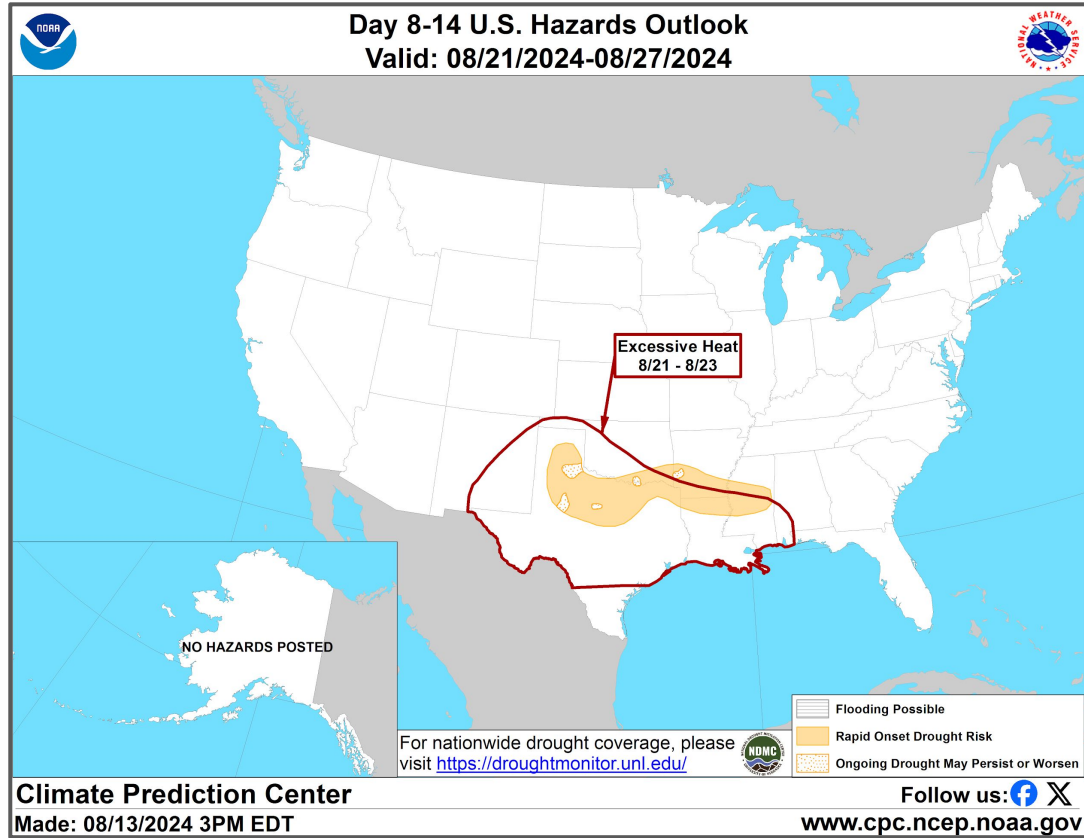 NOAA
Day 8-14 U.S. Hazards Outlook
Valid: 08/21/2024-08/27/2024
NATIONAL WEATHER SERVICE
Excessive Heat
8/21 - 8/23
NO HAZARDS POSTED
For nationwide drought coverage, please
visit https://droughtmonitor.unl.edu/
NDMC
Flooding Possible
Rapid Onset Drought Risk
Ongoing Drought May Persist or Worsen
Climate Prediction Center
Made: 08/13/2024 3PM EDT
Follow us:
www.cpc.ncep.noaa.gov